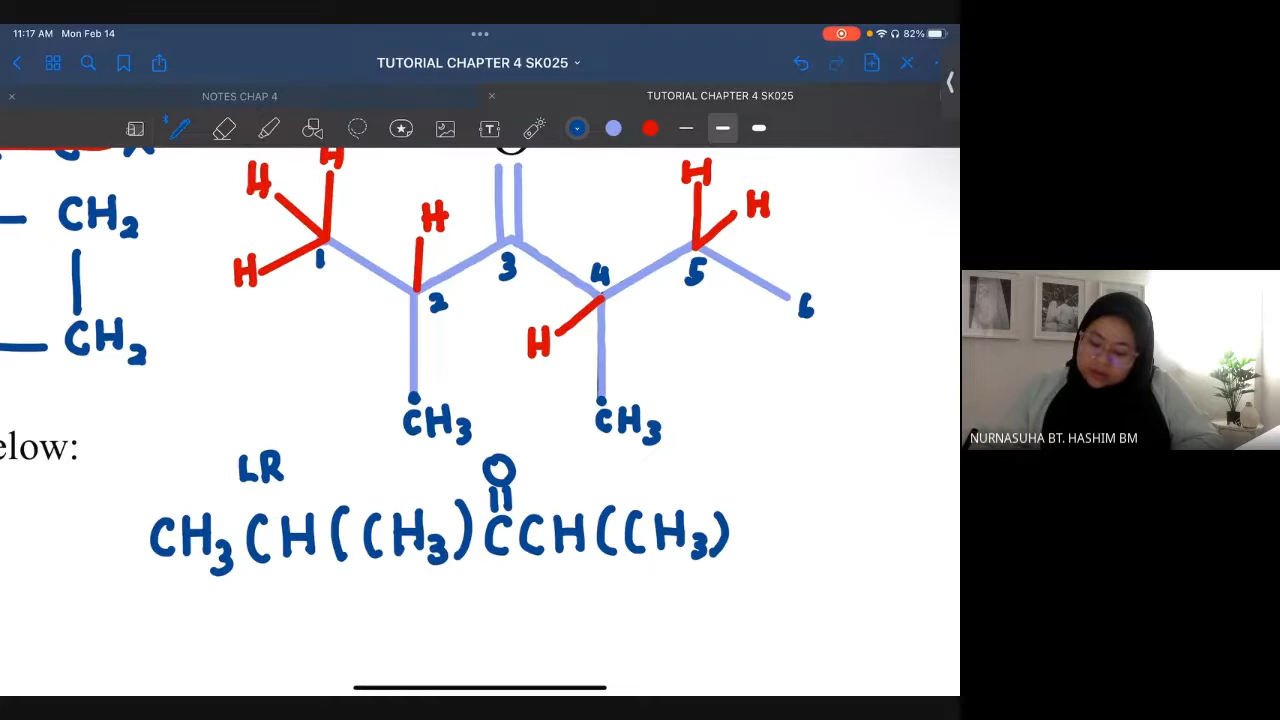 11:17 AM Mon Feb 14
82%
TUTORIAL CHAPTER 4 SK025
NOTES CHAP 4
TUTORIAL CHAPTER 4 SK025
CH2
CH2
H
H
H
H
H
H
H
1
2
3
4
5
6
CH3
CH3
elow:
LR
O
CH3CH(CH3)CCH(CH3)
NURNASUHA BT. HASHIM BM